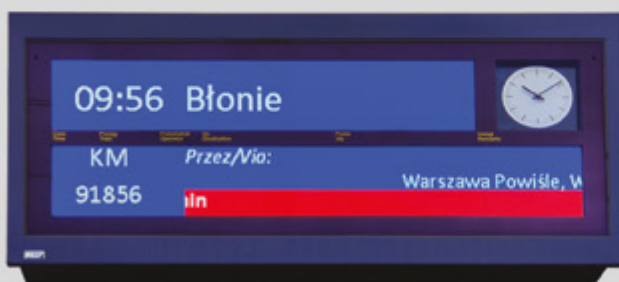 09:56 Błonie
KM
Przez/Via:
Warszawa Powiśle, W
91856
min